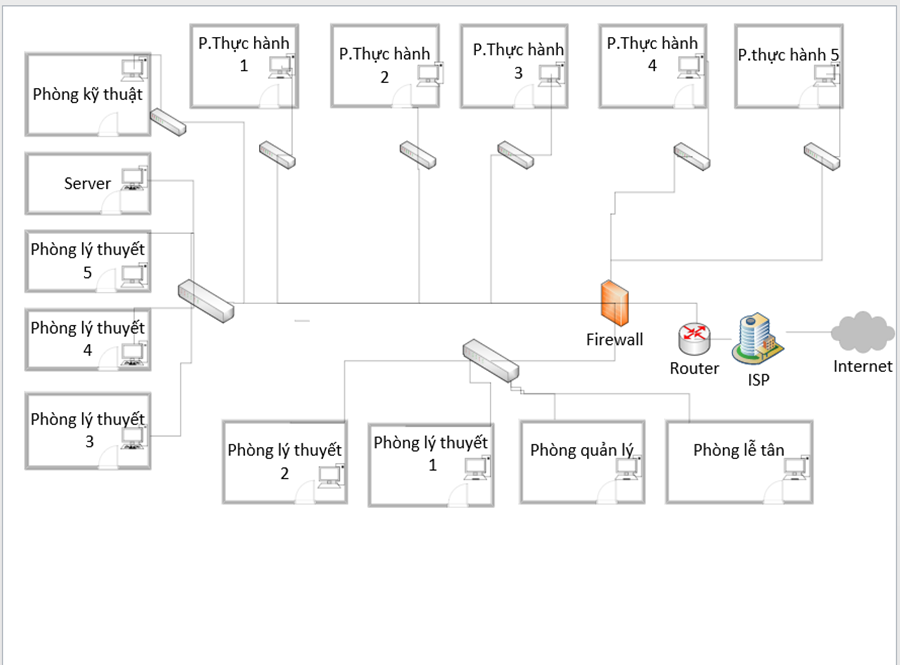 P.Thực hành
1
P.Thực hành
2
P.Thực hành
3
P.Thực hành
4
P.thực hành 5
Phòng kỹ thuật
Server
Phòng lý thuyết
5
Phòng lý thuyết
4
Phòng lý thuyết
3
Firewall
Router
ISP
Internet
Phòng lý thuyết
2
Phòng lý thuyết
1
Phòng quản lý
Phòng lễ tân